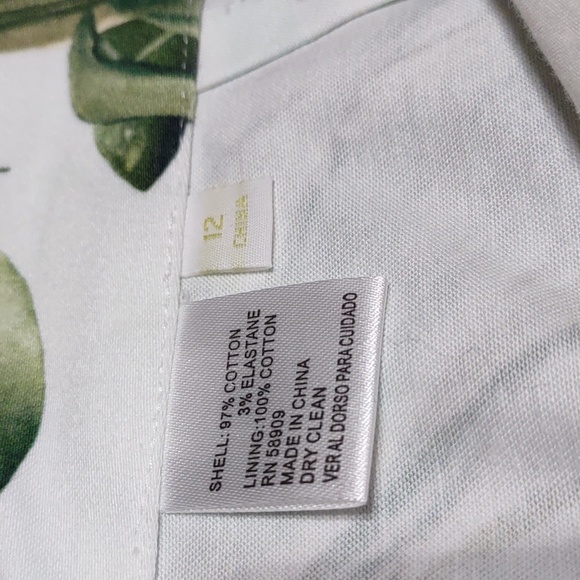 12
CHINA
SHELL: 97% COTTON
3% ELASTANE
LINING:100% COTTON
RN 58909
MADE IN CHINA
DRY CLEAN
VER AL DORSO PARA CUIDADO